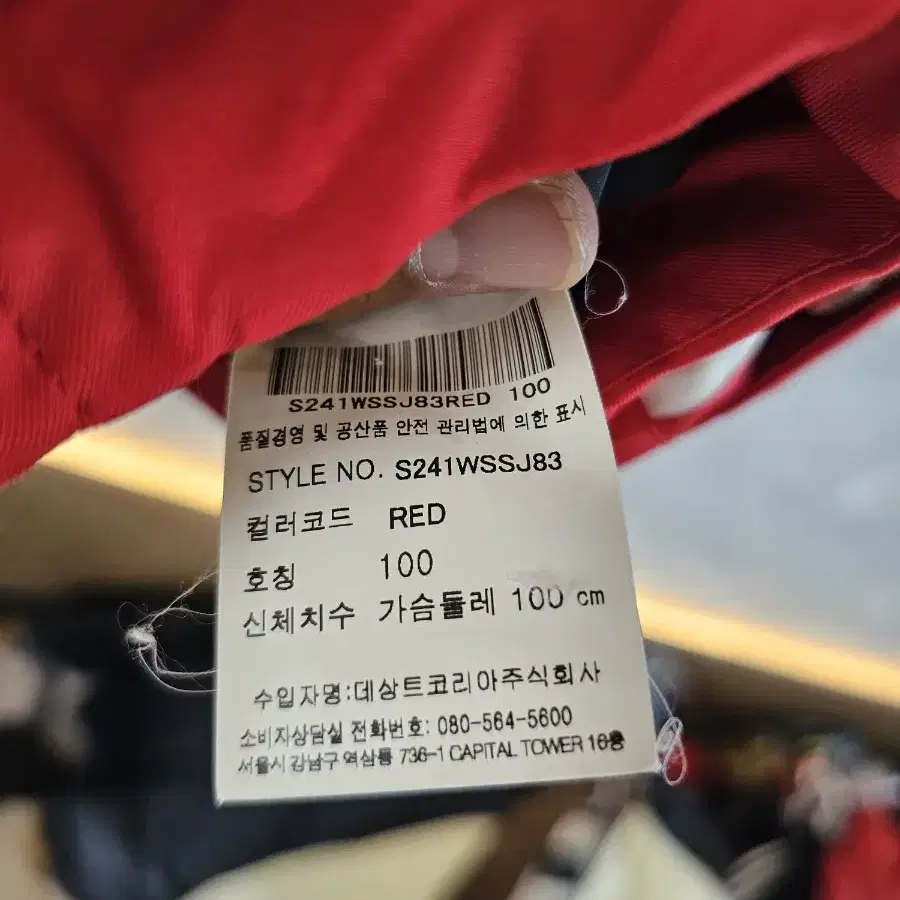 S241WSSJ83RED 100
품질경영 및 공산품 안전 관리법에 의한 표시
STYLE NO. S241WSSJ83
컬러코드 RED
호칭 100
신체치수 가슴둘레 100 cm
수입자명:데상트코리아주식회사
소비자상담실 전화번호: 080-564-5600
서울시 강남구 역삼동 736-1 CAPITAL TOWER 16층